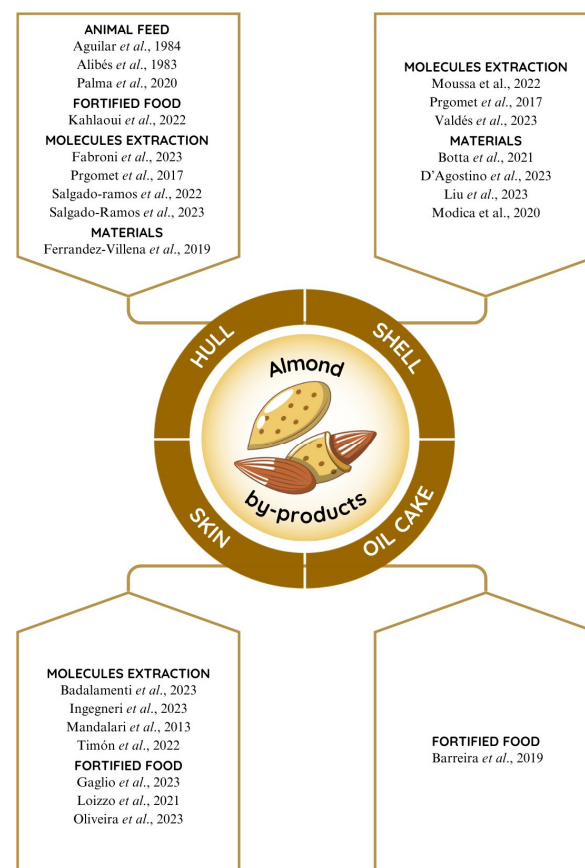 ANIMAL FEED
Aguilar et al., 1984
Alibés et al., 1983
Palma et al., 2020
FORTIFIED FOOD
Kahlaoui et al., 2022
MOLECULES EXTRACTION
Fabroni et al., 2023
Prgomet et al., 2017
Salgado-ramos et al., 2022
Salgado-Ramos et al., 2023
MATERIALS
Ferrandez-Villena et al., 2019
MOLECULES EXTRACTION
Moussa et al., 2022
Prgomet et al., 2017
Valdés et al., 2023
MATERIALS
Botta et al., 2021
D'Agostino et al., 2023
Liu et al., 2023
Modica et al., 2020
HULL
SHELL
Almond
by-products
SKIN
OIL CAKE
MOLECULES EXTRACTION
Badalamenti et al., 2023
Ingegneri et al., 2023
Mandalari et al., 2013
Timón et al., 2022
FORTIFIED FOOD
Gaglio et al., 2023
Loizzo et al., 2021
Oliveira et al., 2023
FORTIFIED FOOD
Barreira et al., 2019